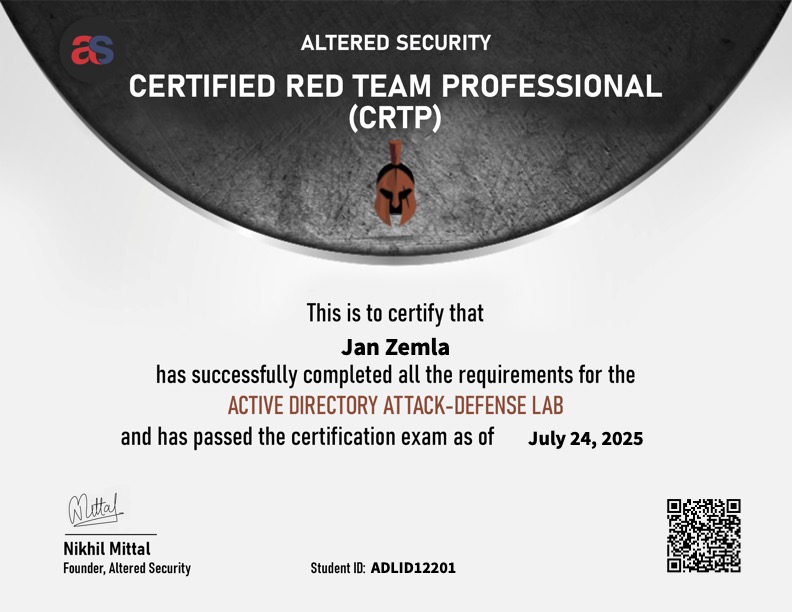 as
ALTERED SECURITY
CERTIFIED RED TEAM PROFESSIONAL
(CRTP)
This is to certify that
Jan Zemla
has successfully completed all the requirements for the
ACTIVE DIRECTORY ATTACK-DEFENSE LAB
and has passed the certification exam as of July 24, 2025
Mittal
Nikhil Mittal
Founder, Altered Security
Student ID: ADLID12201